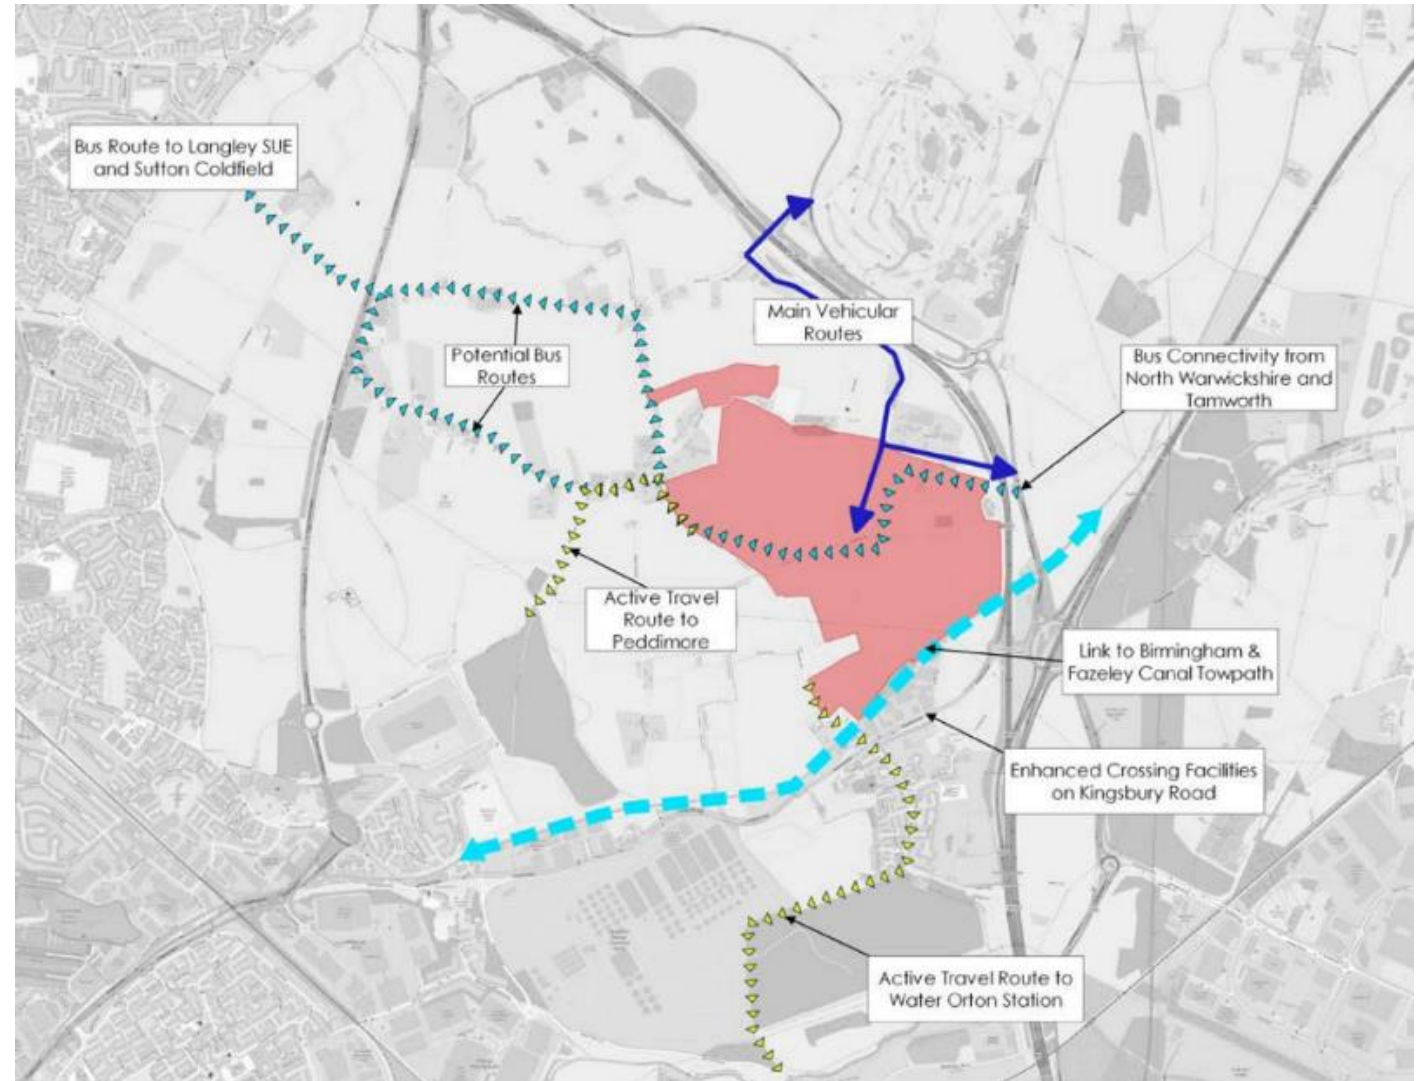 Bus Route to Langley SUE
and Sutton Coldfield
Main Vehicular
Routes
Potential Bus
Routes
Bus Connectivity from
North Warwickshire and
Tamworth
Active Travel
Route to
Peddimore
Link to Birmingham &
Fazeley Canal Towpath
Enhanced Crossing Facilities
on Kingsbury Road
Active Travel Route to
Water Orton Station